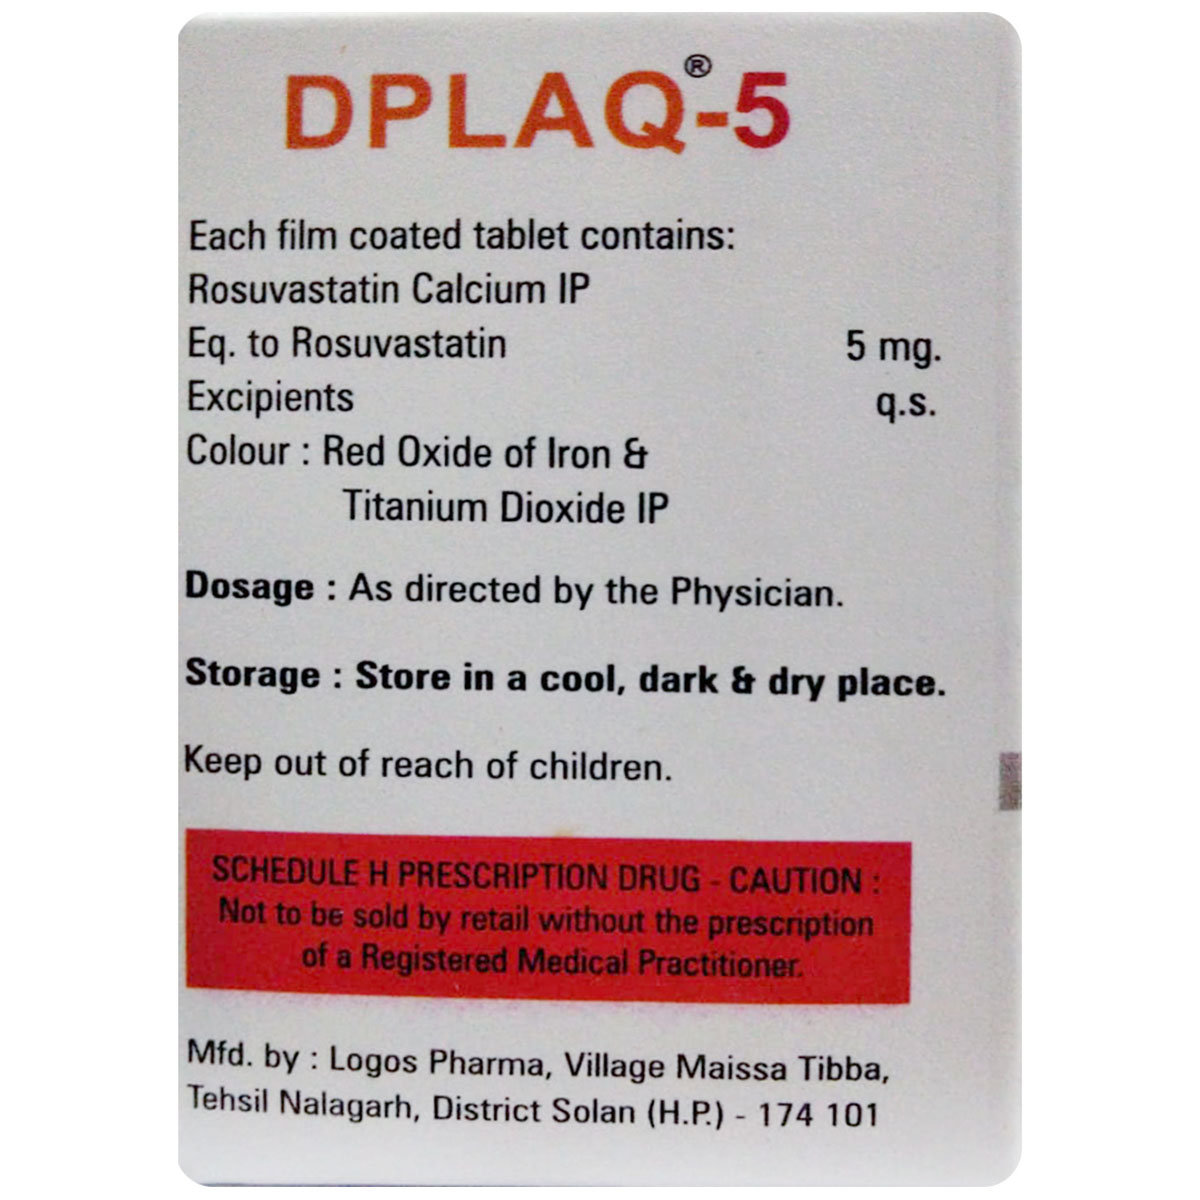 DPLAQ®-5
Each film coated tablet contains:
Rosuvastatin Calcium IP
Eq. to Rosuvastatin 5 mg.
Excipients q.s.
Colour : Red Oxide of Iron &
Titanium Dioxide IP
Dosage : As directed by the Physician.
Storage : Store in a cool, dark & dry place.
Keep out of reach of children.
SCHEDULE H PRESCRIPTION DRUG - CAUTION :
Not to be sold by retail without the prescription
of a Registered Medical Practitioner.
Mfd. by : Logos Pharma, Village Maissa Tibba,
Tehsil Nalagarh, District Solan (H.P.) - 174 101